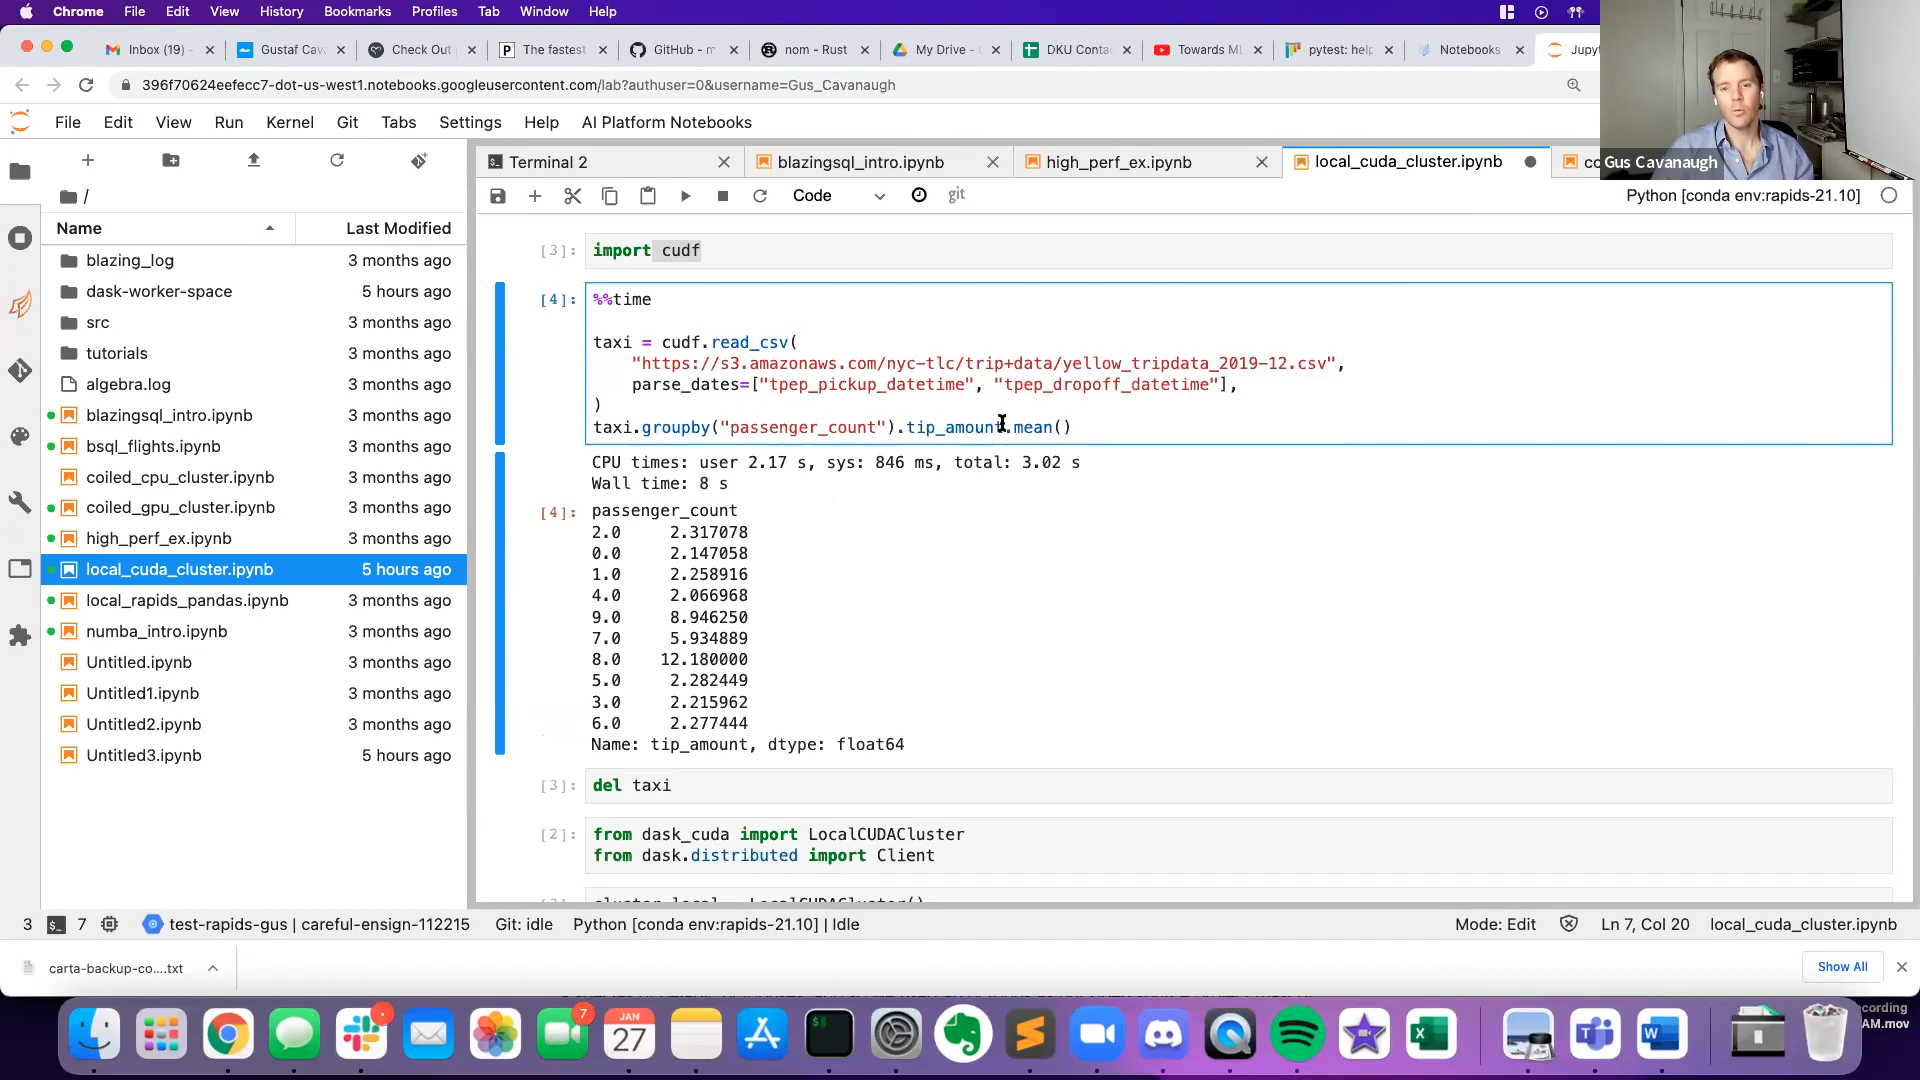 Chrome File Edit View History Bookmarks Profiles Tab Window Help
Inbox (19) Gustaf Cav Check Out The fastest GitHub - m nom - Rust My Drive - DKU Conta Towards ML pytest: help Notebooks Jupyt
396f70624eefecc7-dot-us-west1.notebooks.googleusercontent.com/lab?authuser=0&username=Gus_Cavanaugh
File Edit View Run Kernel Git Tabs Settings Help AI Platform Notebooks
Terminal 2 blazingsql_intro.ipynb high_perf_ex.ipynb local_cuda_cluster.ipynb
Gus Cavanaugh
Code git Python [conda env:rapids-21.10]
/
Name Last Modified
blazing_log 3 months ago
dask-worker-space 5 hours ago
src 3 months ago
tutorials 3 months ago
algebra.log 3 months ago
blazingsql_intro.ipynb 3 months ago
bsql_flights.ipynb 3 months ago
coiled_cpu_cluster.ipynb 3 months ago
coiled_gpu_cluster.ipynb 3 months ago
high_perf_ex.ipynb 3 months ago
local_cuda_cluster.ipynb 5 hours ago
local_rapids_pandas.ipynb 3 months ago
numba_intro.ipynb 3 months ago
Untitled.ipynb 3 months ago
Untitled1.ipynb 3 months ago
Untitled2.ipynb 3 months ago
Untitled3.ipynb 5 hours ago
[3]: import cudf
[4]: %%time
taxi = cudf.read_csv(
"https://s3.amazonaws.com/nyc-tlc/trip+data/yellow_tripdata_2019-12.csv",
parse_dates=["tpep_pickup_datetime", "tpep_dropoff_datetime"],
)
taxi.groupby("passenger_count").tip_amount.mean()
CPU times: user 2.17 s, sys: 846 ms, total: 3.02 s
Wall time: 8 s
[4]: passenger_count
2.0 2.317078
0.0 2.147058
1.0 2.258916
4.0 2.066968
9.0 8.946250
7.0 5.934889
8.0 12.180000
5.0 2.282449
3.0 2.215962
6.0 2.277444
Name: tip_amount, dtype: float64
[3]: del taxi
[2]: from dask_cuda import LocalCUDACluster
from dask.distributed import Client
cluster_local = LocalCUDACluster()
3 7 test-rapids-gus | careful-ensign-112215 Git: idle Python [conda env:rapids-21.10] | Idle Mode: Edit Ln 7, Col 20 local_cuda_cluster.ipynb
carta-backup-co....txt Show All
7
JAN
27
ecording
AM.mov